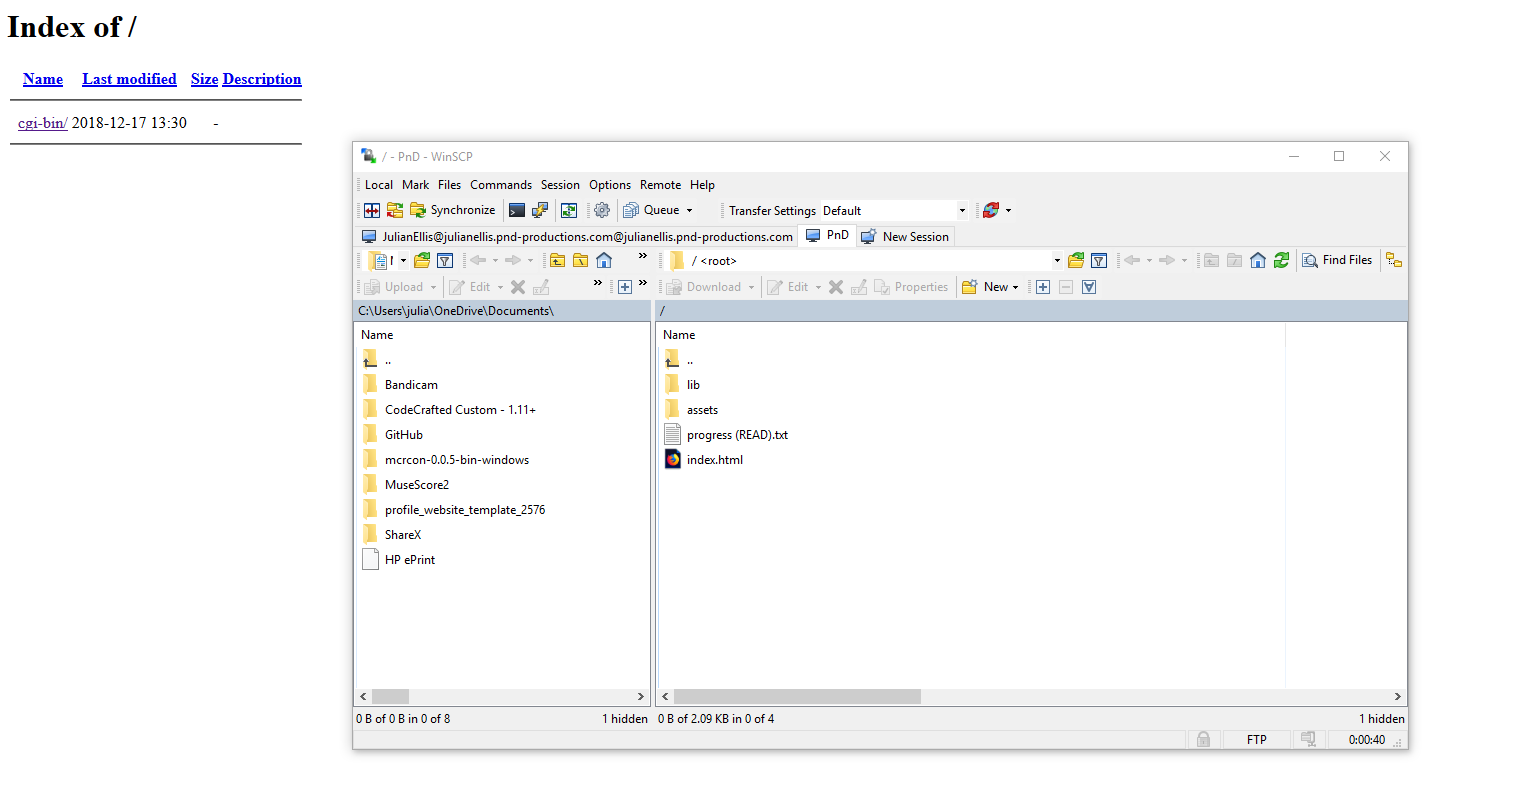 Index of /
Name Last modified Size Description
cgi-bin/ 2018-12-17 13:30 -
/ - PnD - WinSCP
Local Mark Files Commands Session Options Remote Help
Synchronize Queue Transfer Settings Default
JulianEllis@julianellis.pnd-productions.com@julianellis.pnd-productions.com PnD New Session
/ <root> Find Files
Upload Edit Download Edit Properties New
C:\Users\julia\OneDrive\Documents\ /
Name
..
Bandicam
CodeCrafted Custom - 1.11+
GitHub
mcrcon-0.0.5-bin-windows
MuseScore2
profile_website_template_2576
ShareX
HP ePrint
Name
..
lib
assets
progress (READ).txt
index.html
0 B of 0 B in 0 of 8 1 hidden
0 B of 2.09 KB in 0 of 4 1 hidden
FTP 0:00:40